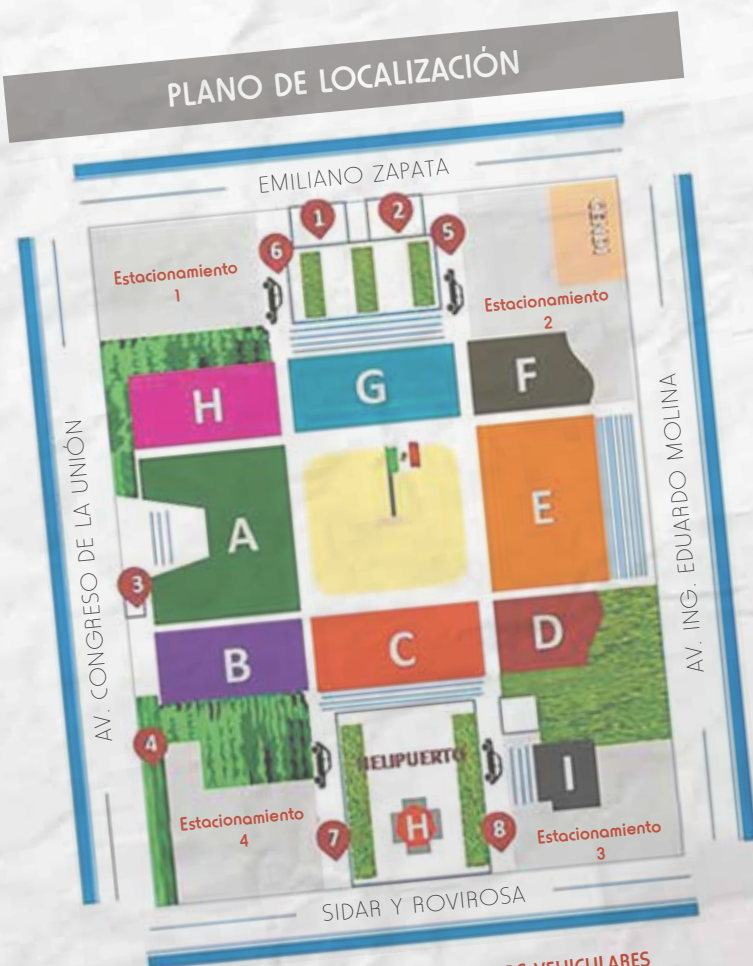 PLANO DE LOCALIZACIÓN
EMILIANO ZAPATA
1
2
5
6
Estacionamiento
1
Estacionamiento
2
H
G
F
A
E
3
B
C
D
AV. CONGRESO DE LA UNIÓN
AV. ING. EDUARDO MOLINA
4
HELIPUERTO
I
H
Estacionamiento
4
7
8
Estacionamiento
3
SIDAR Y ROVIROSA
VEHICULARES